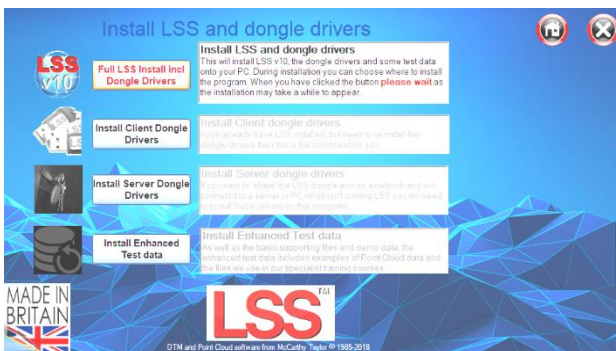 Install LSS and dongle drivers
LSS
V10
Full LSS Install incl
Dongle Drivers
Install LSS and dongle drivers
This will install LSS v10, the dongle drivers and some test data
onto your PC. During installation you can choose where to install
the program. When you have clicked the button please wait as
the installation may take a while to appear.
Install Client Dongle
Drivers
Install Client dongle drivers
If you already have LSS installed, but need to reinstall the
dongle drivers then this is the command for you.
Install Server Dongle
Drivers
Install Server dongle drivers
If you want to 'share' the LSS dongle across a network and will
connect it to a server or PC which isn't running LSS you will need
to install these drivers on that computer.
Install Enhanced
Test data
Install Enhanced Test data
As well as the basic supporting files and demo data, the
enhanced test data includes examples of Point Cloud data and
the files we use in our specialist training courses
MADE IN
BRITAIN
LSS TM
DTM and Point Cloud software from McCarthy Taylor © 1985-2018